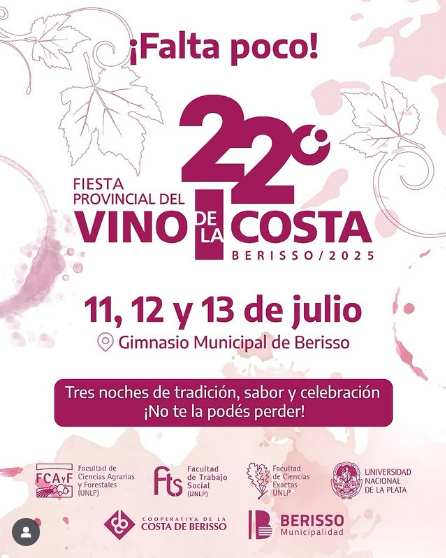 ¡Falta poco!
22º
FIESTA
PROVINCIAL DEL
VINO DE LA COSTA
BERISSO/2025
11, 12 y 13 de julio
Gimnasio Municipal de Berisso
Tres noches de tradición, sabor y celebración
¡No te la podés perder!
FCAyF
Facultad de
Ciencias Agrarias
y Forestales
(UNLP)
fts
Facultad
de Trabajo
Social
(UNLP)
Facultad
de Ciencias
Exactas
UNLP
UNIVERSIDAD
NACIONAL
DE LA PLATA
COOPERATIVA DE LA
COSTA DE BERISSO
BERISSO
Municipalidad